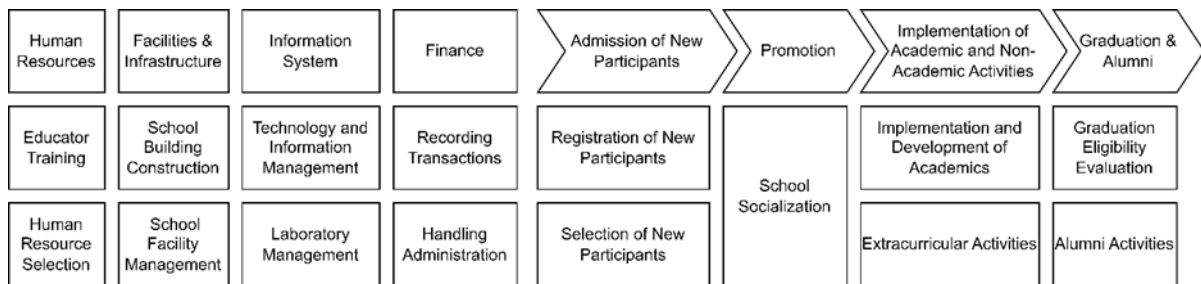 Human
Resources
Facilities &
Infrastructure
Information
System
Finance
Admission of New
Participants
Promotion
Implementation of
Academic and Non-
Academic Activities
Graduation &
Alumni
Educator
Training
School
Building
Construction
Technology and
Information
Management
Recording
Transactions
Registration of New
Participants
School
Socialization
Implementation and
Development of
Academics
Graduation
Eligibility
Evaluation
Human
Resource
Selection
School
Facility
Management
Laboratory
Management
Handling
Administration
Selection of New
Participants
Extracurricular Activities
Alumni Activities